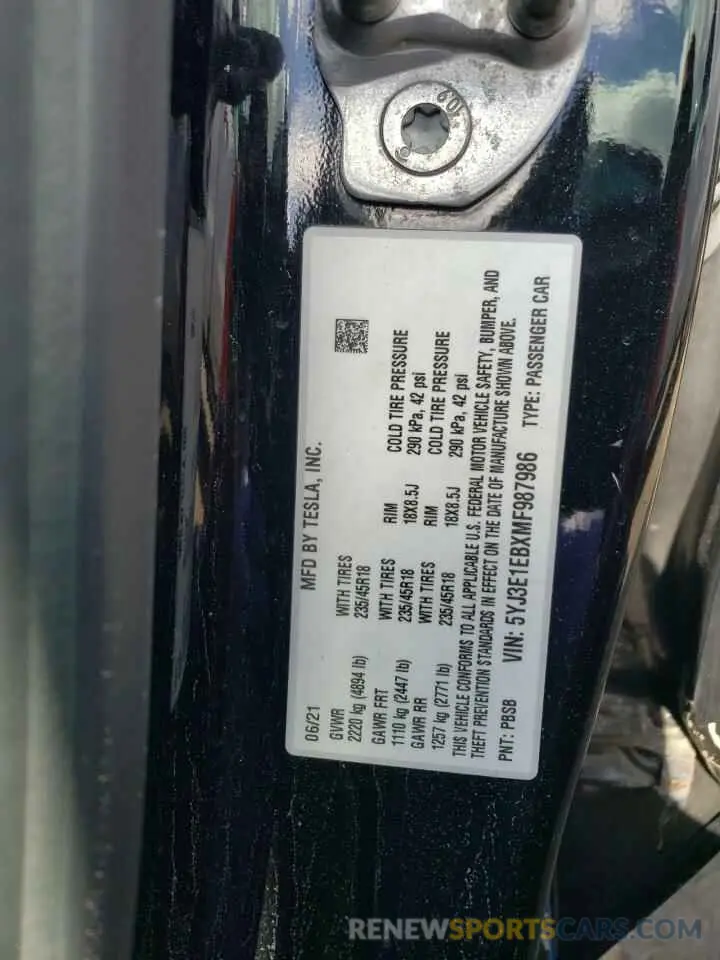 10.9
MFD BY TESLA, INC.
06/21
GVWR WITH TIRES RIM COLD TIRE PRESSURE
2220 kg (4894 lb) 235/45R18 18X8.5J 290 kPa, 42 psi
GAWR FRT WITH TIRES RIM COLD TIRE PRESSURE
1110 kg (2447 lb) 235/45R18 18X8.5J 290 kPa, 42 psi
GAWR RR
1257 kg (2771 lb)
THIS VEHICLE CONFORMS TO ALL APPLICABLE U.S. FEDERAL MOTOR VEHICLE SAFETY, BUMPER, AND
THEFT PREVENTION STANDARDS IN EFFECT ON THE DATE OF MANUFACTURE SHOWN ABOVE.
PNT: PBSB VIN: 5YJ3E1EBXMF987986 TYPE: PASSENGER CAR
RENEWSPORTSCARS.COM